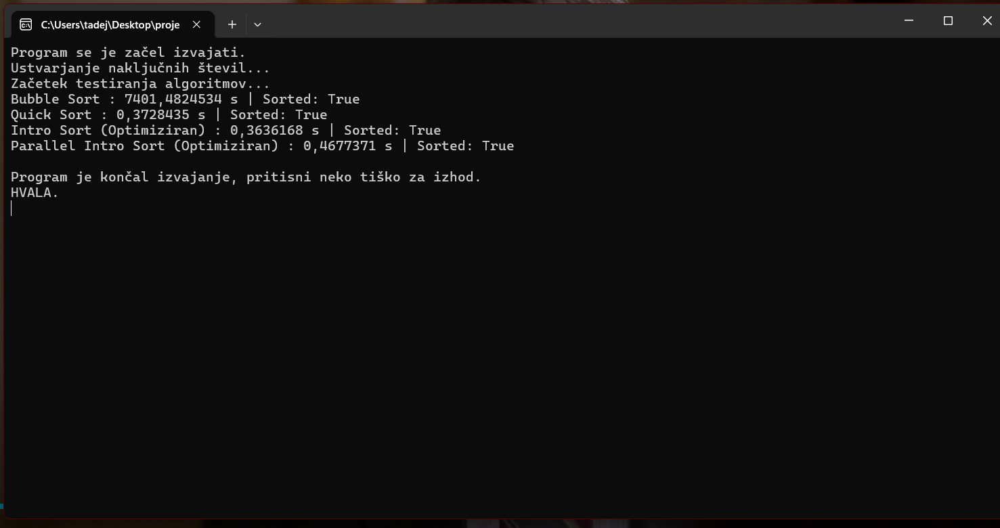 C:\Users\tadej\Desktop\proje
Program se je začel izvajati.
Ustvarjanje naključnih števil...
Začetek testiranja algoritmov...
Bubble Sort : 7401,4824534 s | Sorted: True
Quick Sort : 0,3728435 s | Sorted: True
Intro Sort (Optimiziran) : 0,3636168 s | Sorted: True
Parallel Intro Sort (Optimiziran) : 0,4677371 s | Sorted: True
Program je končal izvajanje, pritisni neko tiško za izhod.
HVALA.